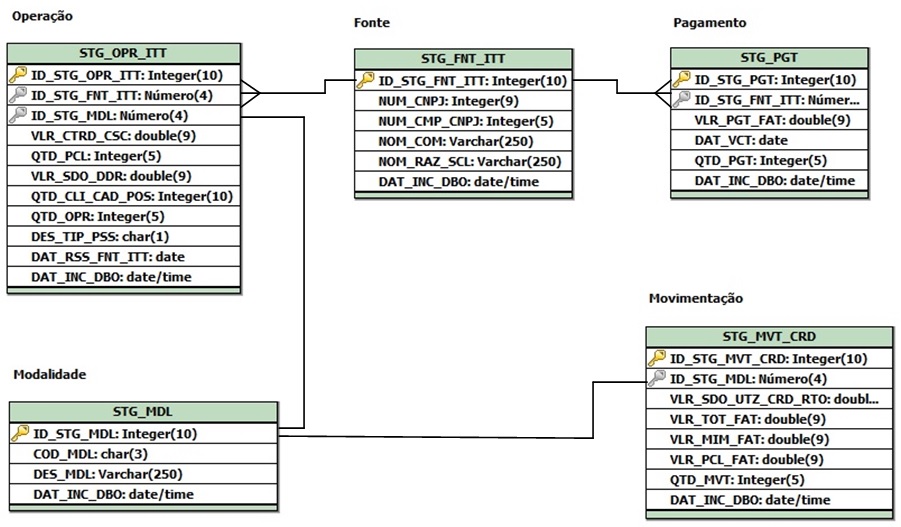 Operação
STG_OPR_ITT
ID_STG_OPR_ITT: Integer(10)
ID_STG_FNT_ITT: Número(4)
ID_STG_MDL: Número(4)
VLR_CTRD_CSC: double(9)
QTD_PCL: Integer(5)
VLR_SDO_DDR: double(9)
QTD_CLI_CAD_POS: Integer(10)
QTD_OPR: Integer(5)
DES_TIP_PSS: char(1)
DAT_RSS_FNT_ITT: date
DAT_INC_DBO: date/time
Fonte
STG_FNT_ITT
ID_STG_FNT_ITT: Integer(10)
NUM_CNPJ: Integer(9)
NUM_CMP_CNPJ: Integer(5)
NOM_COM: Varchar(250)
NOM_RAZ_SCL: Varchar(250)
DAT_INC_DBO: date/time
Pagamento
STG_PGT
ID_STG_PGT: Integer(10)
ID_STG_FNT_ITT: Númer...
VLR_PGT_FAT: double(9)
DAT_VCT: date
QTD_PGT: Integer(5)
DAT_INC_DBO: date/time
Modalidade
STG_MDL
ID_STG_MDL: Integer(10)
COD_MDL: char(3)
DES_MDL: Varchar(250)
DAT_INC_DBO: date/time
Movimentação
STG_MVT_CRD
ID_STG_MVT_CRD: Integer(10)
ID_STG_MDL: Número(4)
VLR_SDO_UTZ_CRD_RTO: doubl...
VLR_TOT_FAT: double(9)
VLR_MIM_FAT: double(9)
VLR_PCL_FAT: double(9)
QTD_MVT: Integer(5)
DAT_INC_DBO: date/time